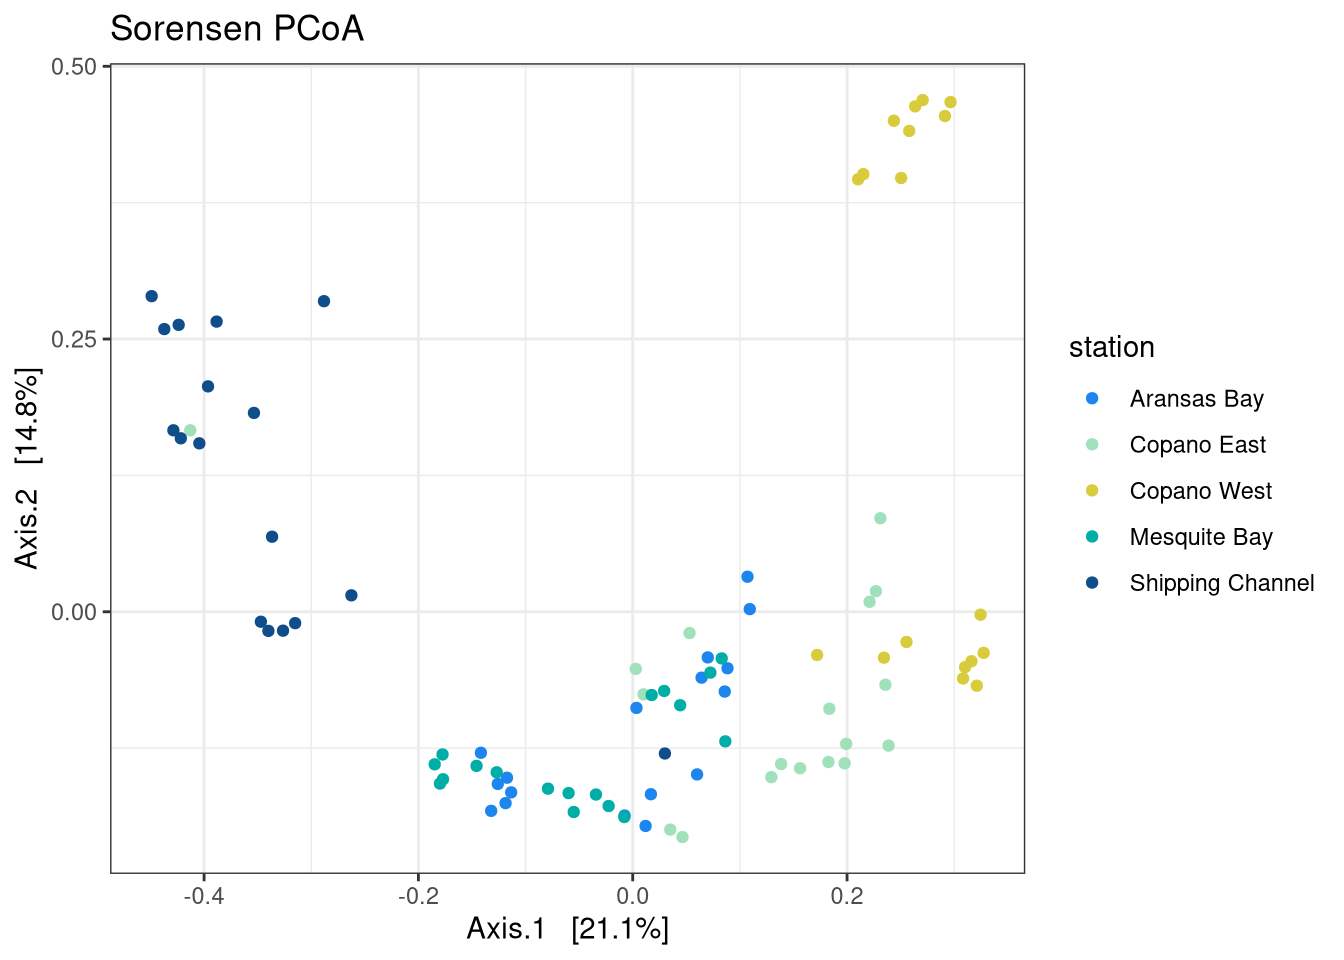 Sorensen PCoA
0.50
0.25
0.00
Axis.2 [14.8%]
-0.4
-0.2
0.0
0.2
Axis.1 [21.1%]
station
Aransas Bay
Copano East
Copano West
Mesquite Bay
Shipping Channel